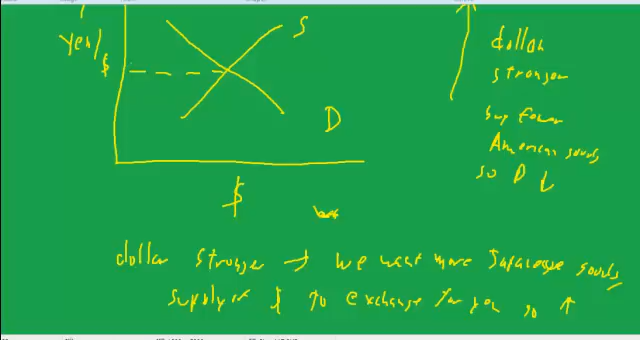 S
yen/$
D
$
dollar
stronger
buy fewer
American goods
so D ↓
dollar stronger → we want more Japanese goods
supply of $ to exchange for yen so ↑